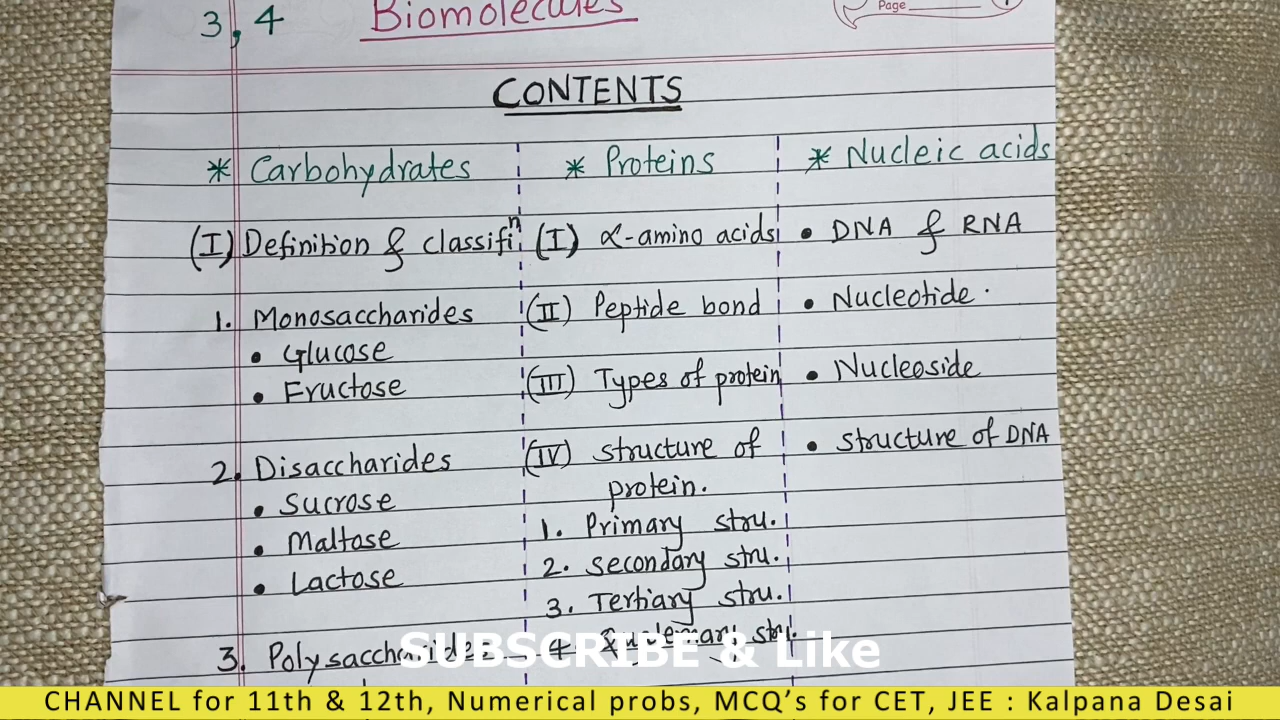 3,4 Biomolecules
Page
CONTENTS
* Carbohydrates
(I) Definition & classifiⁿ
1. Monosaccharides
• Glucose
• Fructose
2. Disaccharides
• Sucrose
• Maltose
• Lactose
3. Polysaccharides
* Proteins
(I) α-amino acids
(II) Peptide bond
(III) Types of protein
(IV) structure of
protein.
1. Primary stru.
2. secondary stru.
3. Tertiary stru.
4. stru.
* Nucleic acids
• DNA & RNA
• Nucleotide.
• Nucleoside
• structure of DNA
SUBSCRIBE & Like
CHANNEL for 11th & 12th, Numerical probs, MCQ’s for CET, JEE : Kalpana Desai